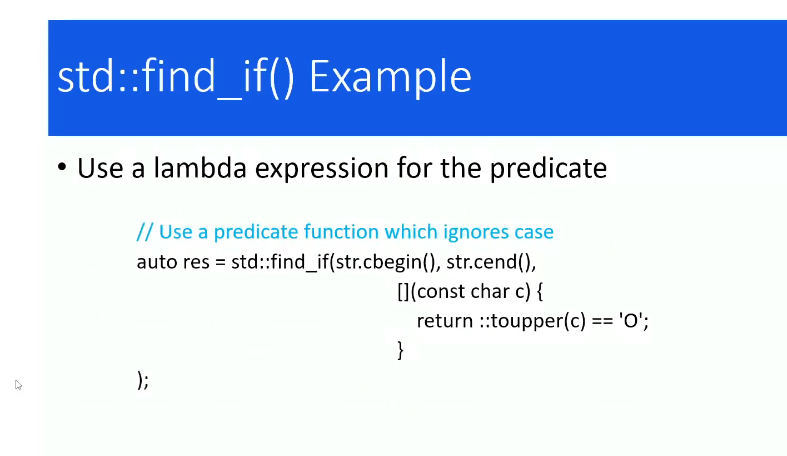 std::find_if() Example
• Use a lambda expression for the predicate
// Use a predicate function which ignores case
auto res = std::find_if(str.cbegin(), str.cend(),
[](const char c) {
return ::toupper(c) == 'O';
}
);